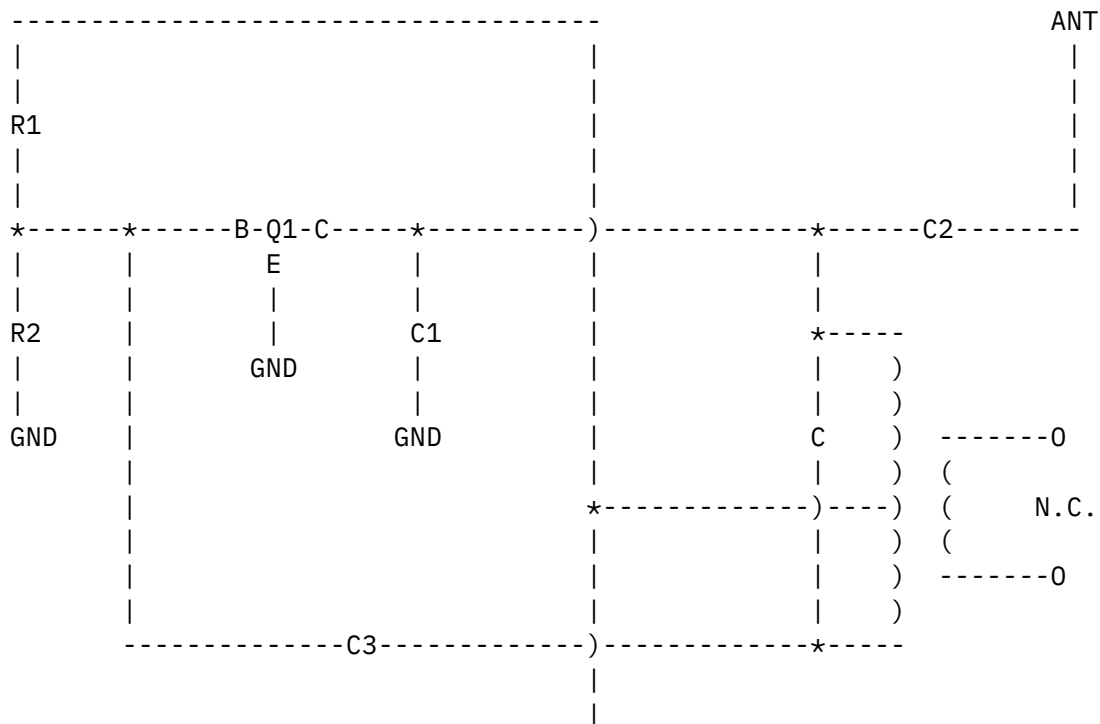 ANT
R1
B-Q1-C
C2
E
R2
C1
GND
GND
GND
C
O
N.C.
O
C3